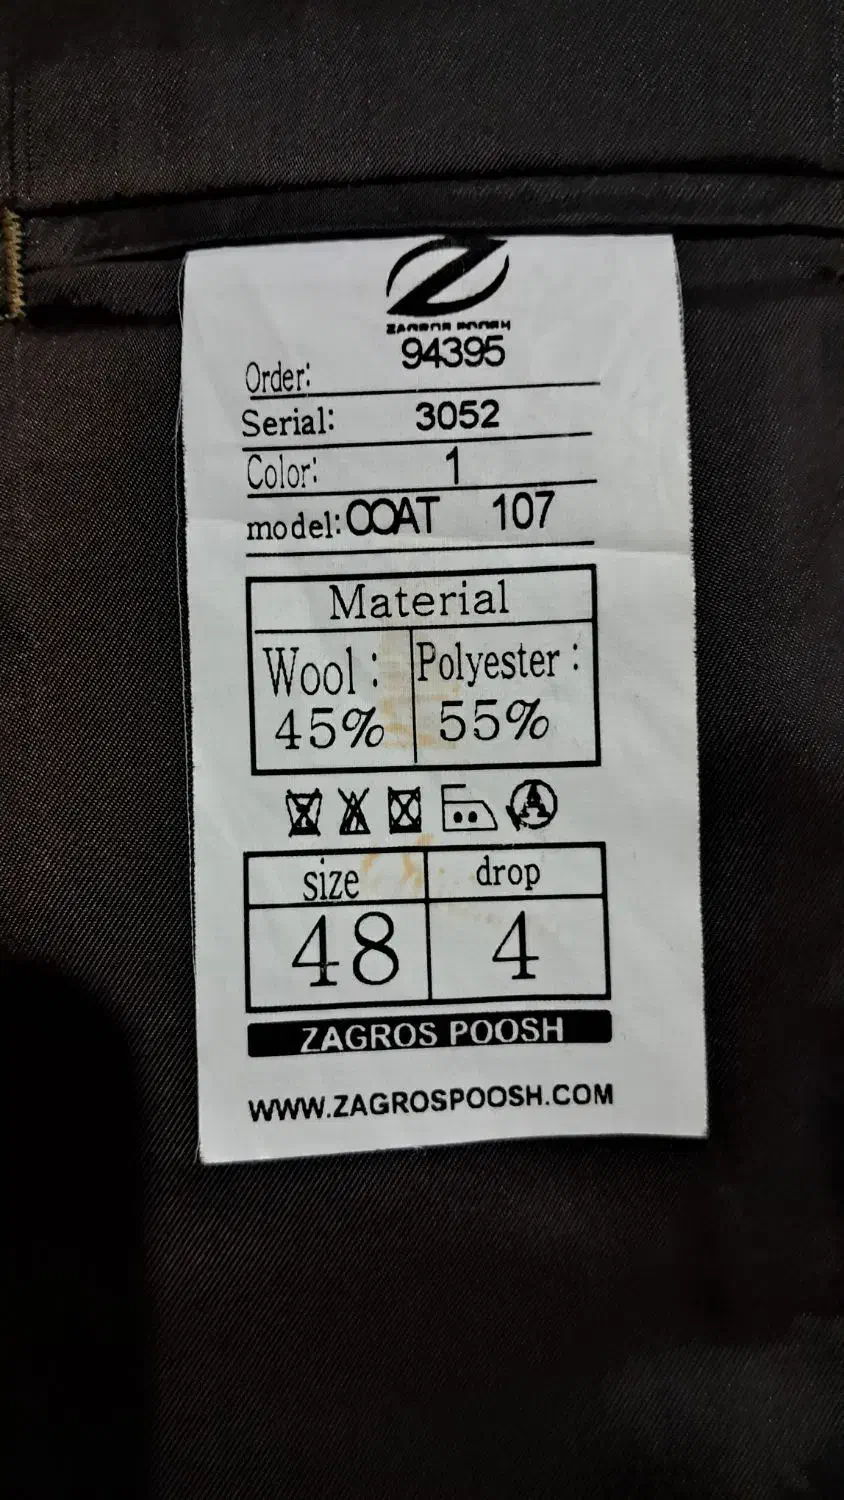 ZAGROS POOSH
Order: 94395
Serial: 3052
Color: 1
model: COAT 107
Material
Wool : Polyester :
45% 55%
A
size drop
48 4
ZAGROS POOSH
WWW.ZAGROSPOOSH.COM